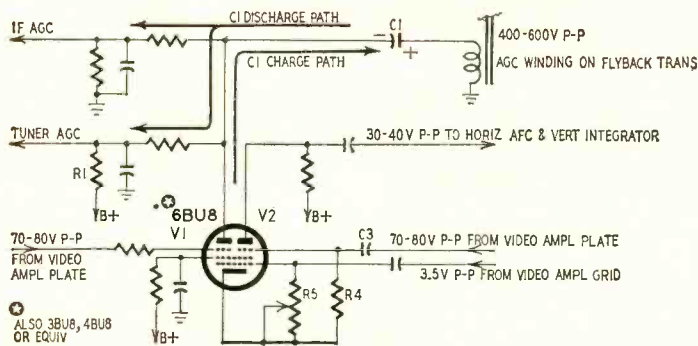 C1 DISCHARGE PATH
IF AGC
C1
400-600V P-P
AGC WINDING ON FLYBACK TRANS
C1 CHARGE PATH
TUNER AGC
30-40V P-P TO HORIZ AFC & VERT INTEGRATOR
R1
B+
B+
6BU8
V1
V2
70-80V P-P
FROM VIDEO
AMPL PLATE
C3
70-80V P-P FROM VIDEO AMPL PLATE
3.5V P-P FROM VIDEO AMPL GRID
R5
R4
ALSO 3BU8, 4BU8
OR EQUIV
B+